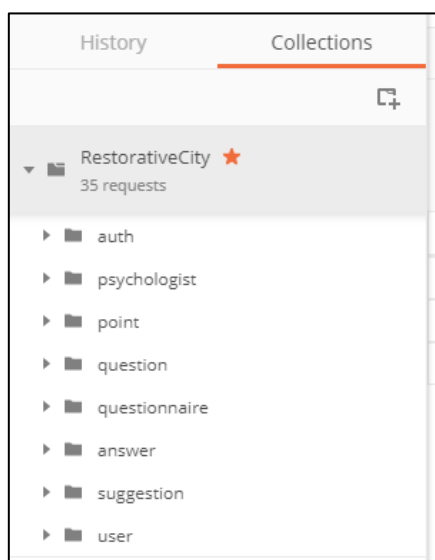 History Collections
RestorativeCity
35 requests
auth
psychologist
point
question
questionnaire
answer
suggestion
user